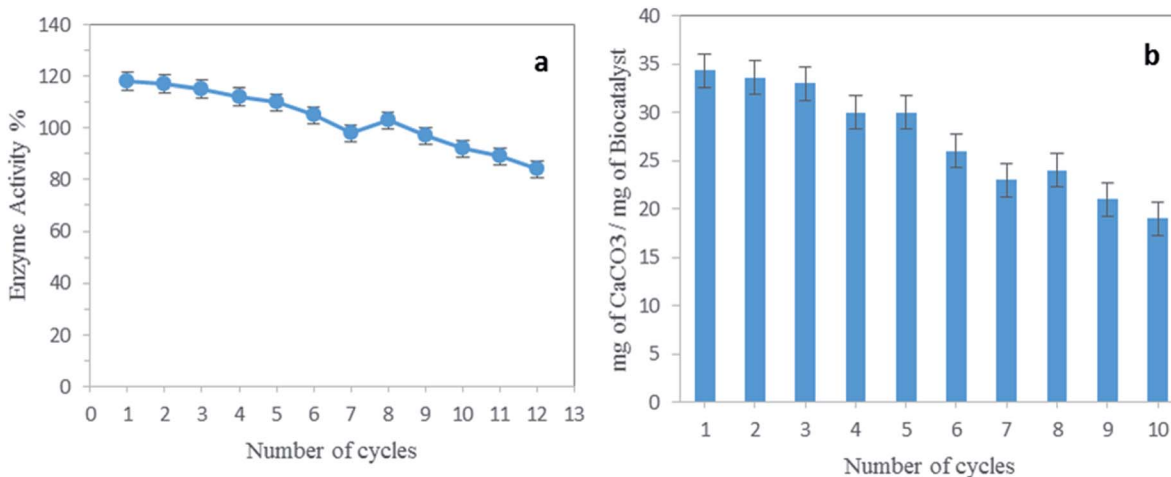 a
Enzyme Activity %
140
120
100
80
60
40
20
0
0 1 2 3 4 5 6 7 8 9 10 11 12 13
Number of cycles
b
mg of CaCO3 / mg of Biocatalyst
40
35
30
25
20
15
10
5
0
1 2 3 4 5 6 7 8 9 10
Number of cycles